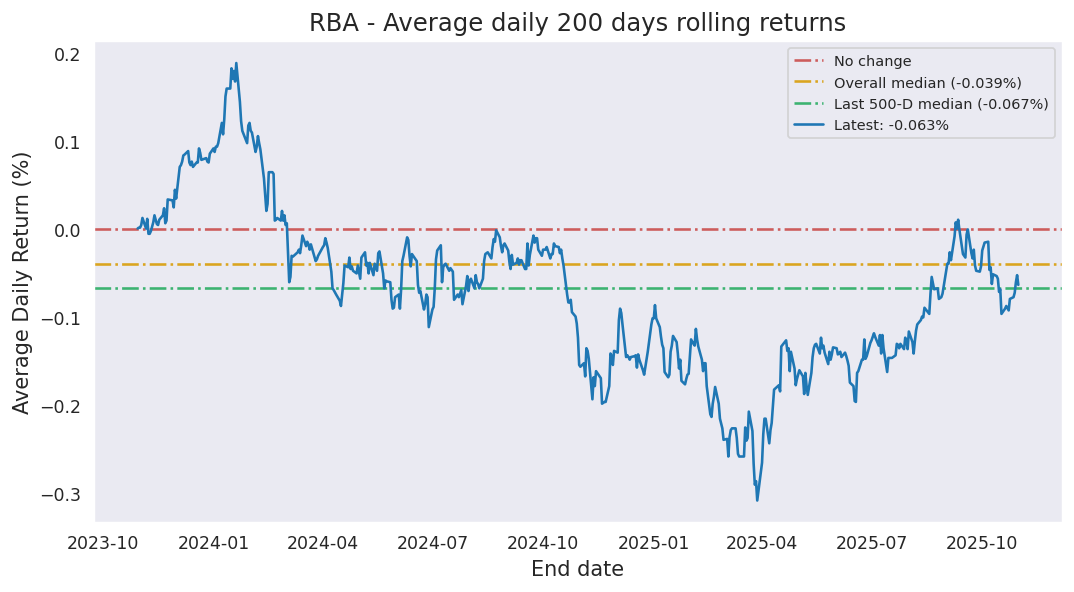 RBA - Average daily 200 days rolling returns
No change
Overall median (-0.039%)
Last 500-D median (-0.067%)
Latest: -0.063%
Average Daily Return (%)
0.2
0.1
0.0
−0.1
−0.2
−0.3
2023-10 2024-01 2024-04 2024-07 2024-10 2025-01 2025-04 2025-07 2025-10
End date